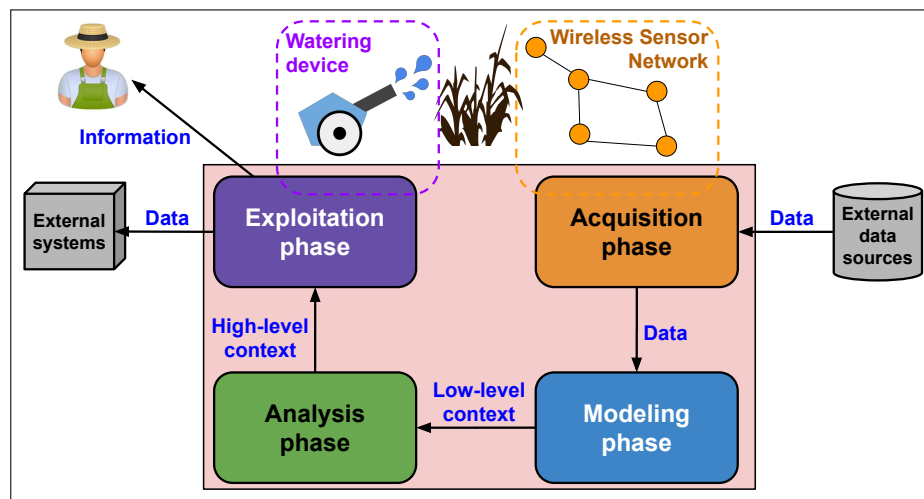 Watering
device
Wireless Sensor
Network
Information
External
systems
Data
Exploitation
phase
Acquisition
phase
Data
External
data
sources
High-level
context
Data
Analysis
phase
Low-level
context
Modeling
phase